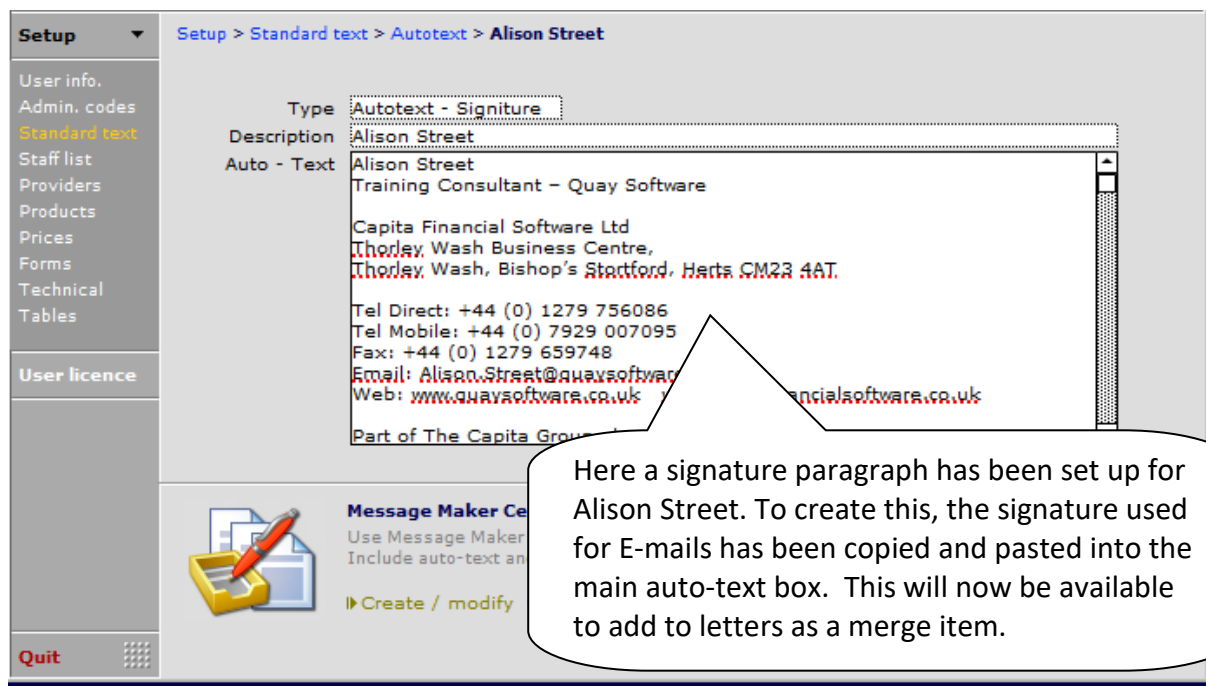 Setup
Setup > Standard text > Autotext > Alison Street
User info.
Admin. codes
Standard text
Staff list
Providers
Products
Prices
Forms
Technical
Tables
User licence
Quit
Type Autotext - Signiture
Description Alison Street
Auto - Text Alison Street
Training Consultant – Quay Software
Capita Financial Software Ltd
Thorley Wash Business Centre,
Thorley Wash, Bishop's Stortford, Herts CM23 4AT
Tel Direct: +44 (0) 1279 756086
Tel Mobile: +44 (0) 7929 007095
Fax: +44 (0) 1279 659748
Email: Alison.Street@quaysoftware
Web: www.quaysoftware.co.uk ancialsoftware.co.uk
Part of The Capita Group
Message Maker Ce
Use Message Maker
Include auto-text an
Create / modify
Here a signature paragraph has been set up for
Alison Street. To create this, the signature used
for E-mails has been copied and pasted into the
main auto-text box. This will now be available
to add to letters as a merge item.